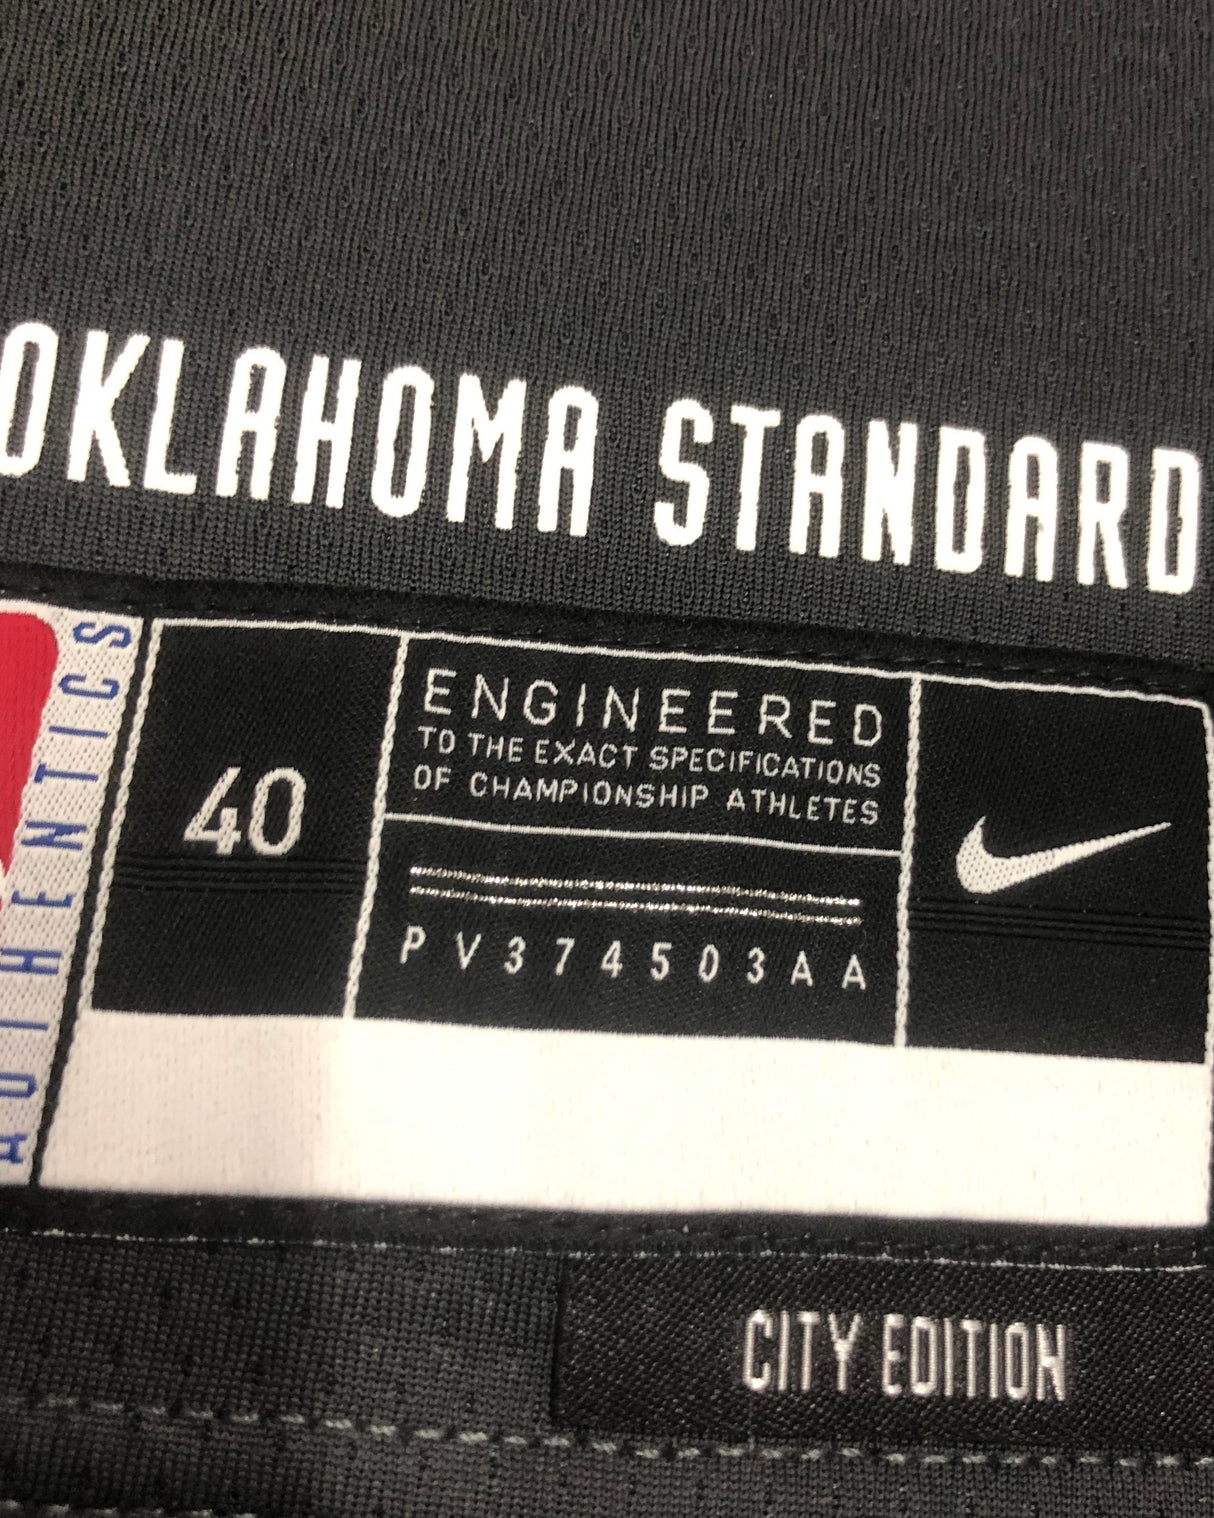 OKLAHOMA STANDARD
AUTHENTICS
40
ENGINEERED
TO THE EXACT SPECIFICATIONS
OF CHAMPIONSHIP ATHLETES
PV374503AA
CITY EDITION